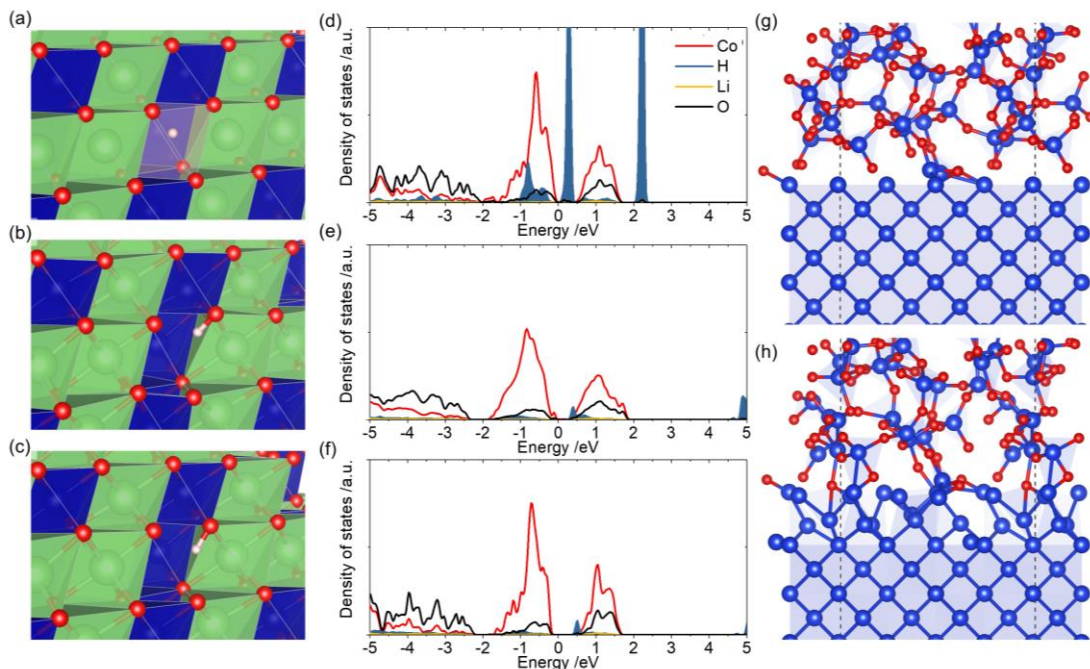 (a)
(b)
(c)
(d)
Density of states /a.u.
Co
H
Li
O
-5 -4 -3 -2 -1 0 1 2 3 4 5
Energy /eV
(e)
Density of states /a.u.
-5 -4 -3 -2 -1 0 1 2 3 4 5
Energy /eV
(f)
Density of states /a.u.
-5 -4 -3 -2 -1 0 1 2 3 4 5
Energy /eV
(g)
(h)